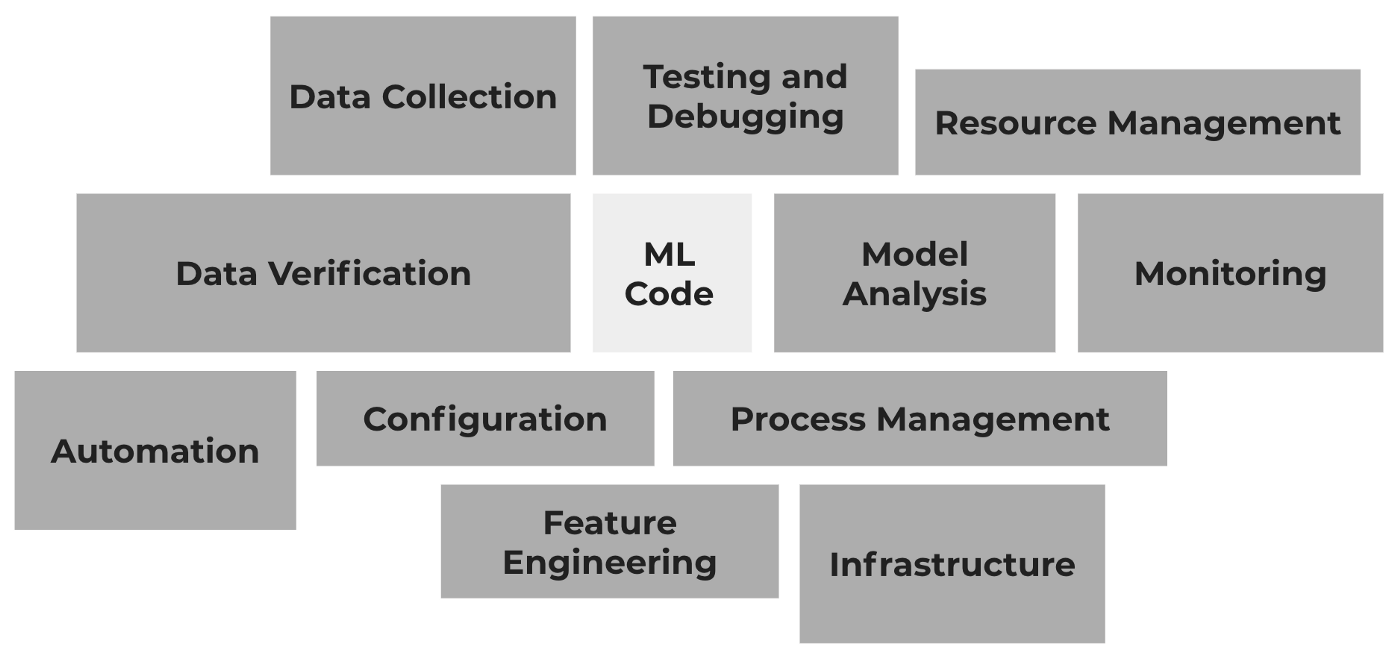 Data Collection
Testing and
Debugging
Resource Management
Data Verification
ML
Code
Model
Analysis
Monitoring
Automation
Configuration
Process Management
Feature
Engineering
Infrastructure